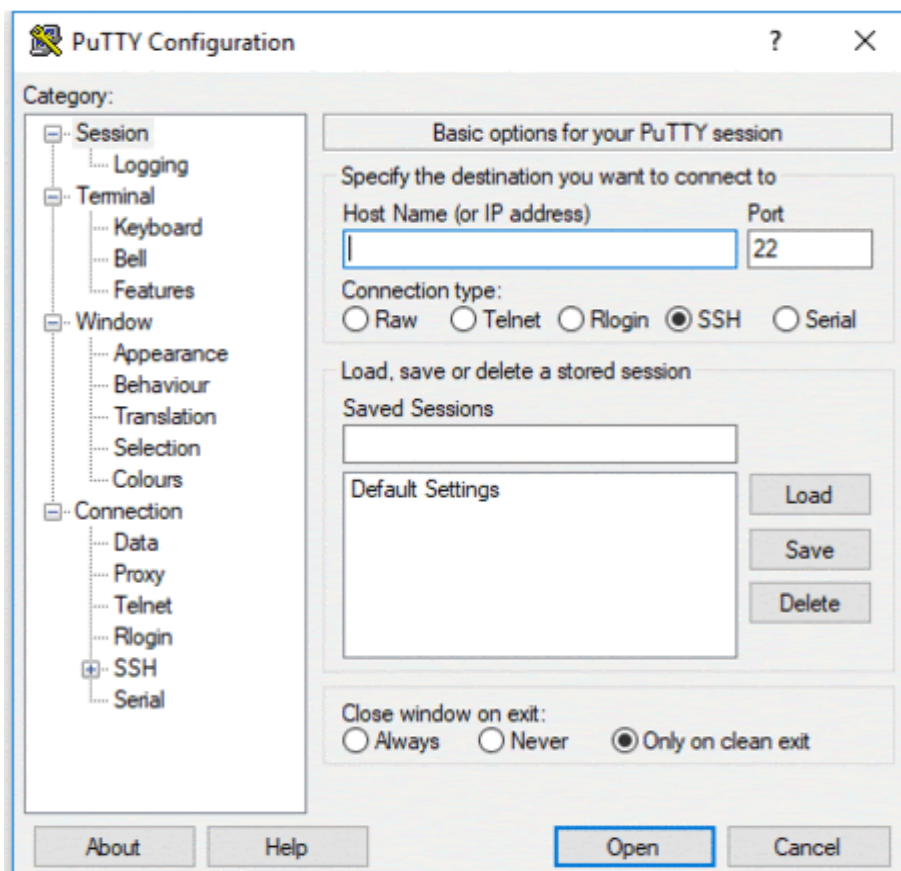 PuTTY Configuration
?
Category:
Session
Logging
Terminal
Keyboard
Bell
Features
Window
Appearance
Behaviour
Translation
Selection
Colours
Connection
Data
Proxy
Telnet
Rlogin
SSH
Serial
Basic options for your PuTTY session
Specify the destination you want to connect to
Host Name (or IP address) Port
22
Connection type:
Raw Telnet Rlogin SSH Serial
Load, save or delete a stored session
Saved Sessions
Default Settings
Load
Save
Delete
Close window on exit:
Always Never Only on clean exit
About Help Open Cancel